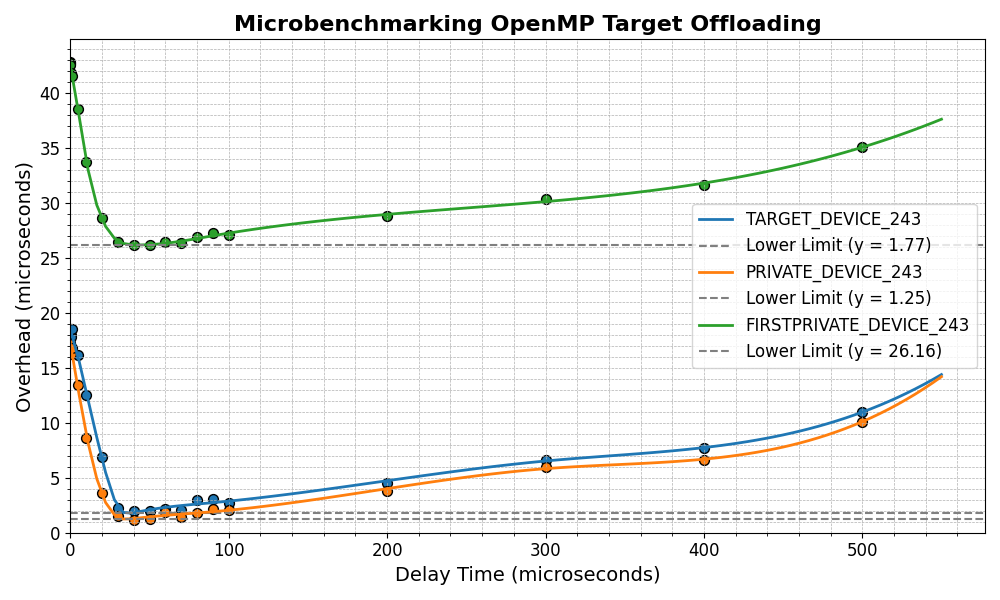 Microbenchmarking OpenMP Target Offloading
Overhead (microseconds)
40
35
30
25
20
15
10
5
0
TARGET_DEVICE_243
Lower Limit (y = 1.77)
PRIVATE_DEVICE_243
Lower Limit (y = 1.25)
FIRSTPRIVATE_DEVICE_243
Lower Limit (y = 26.16)
0 100 200 300 400 500
Delay Time (microseconds)